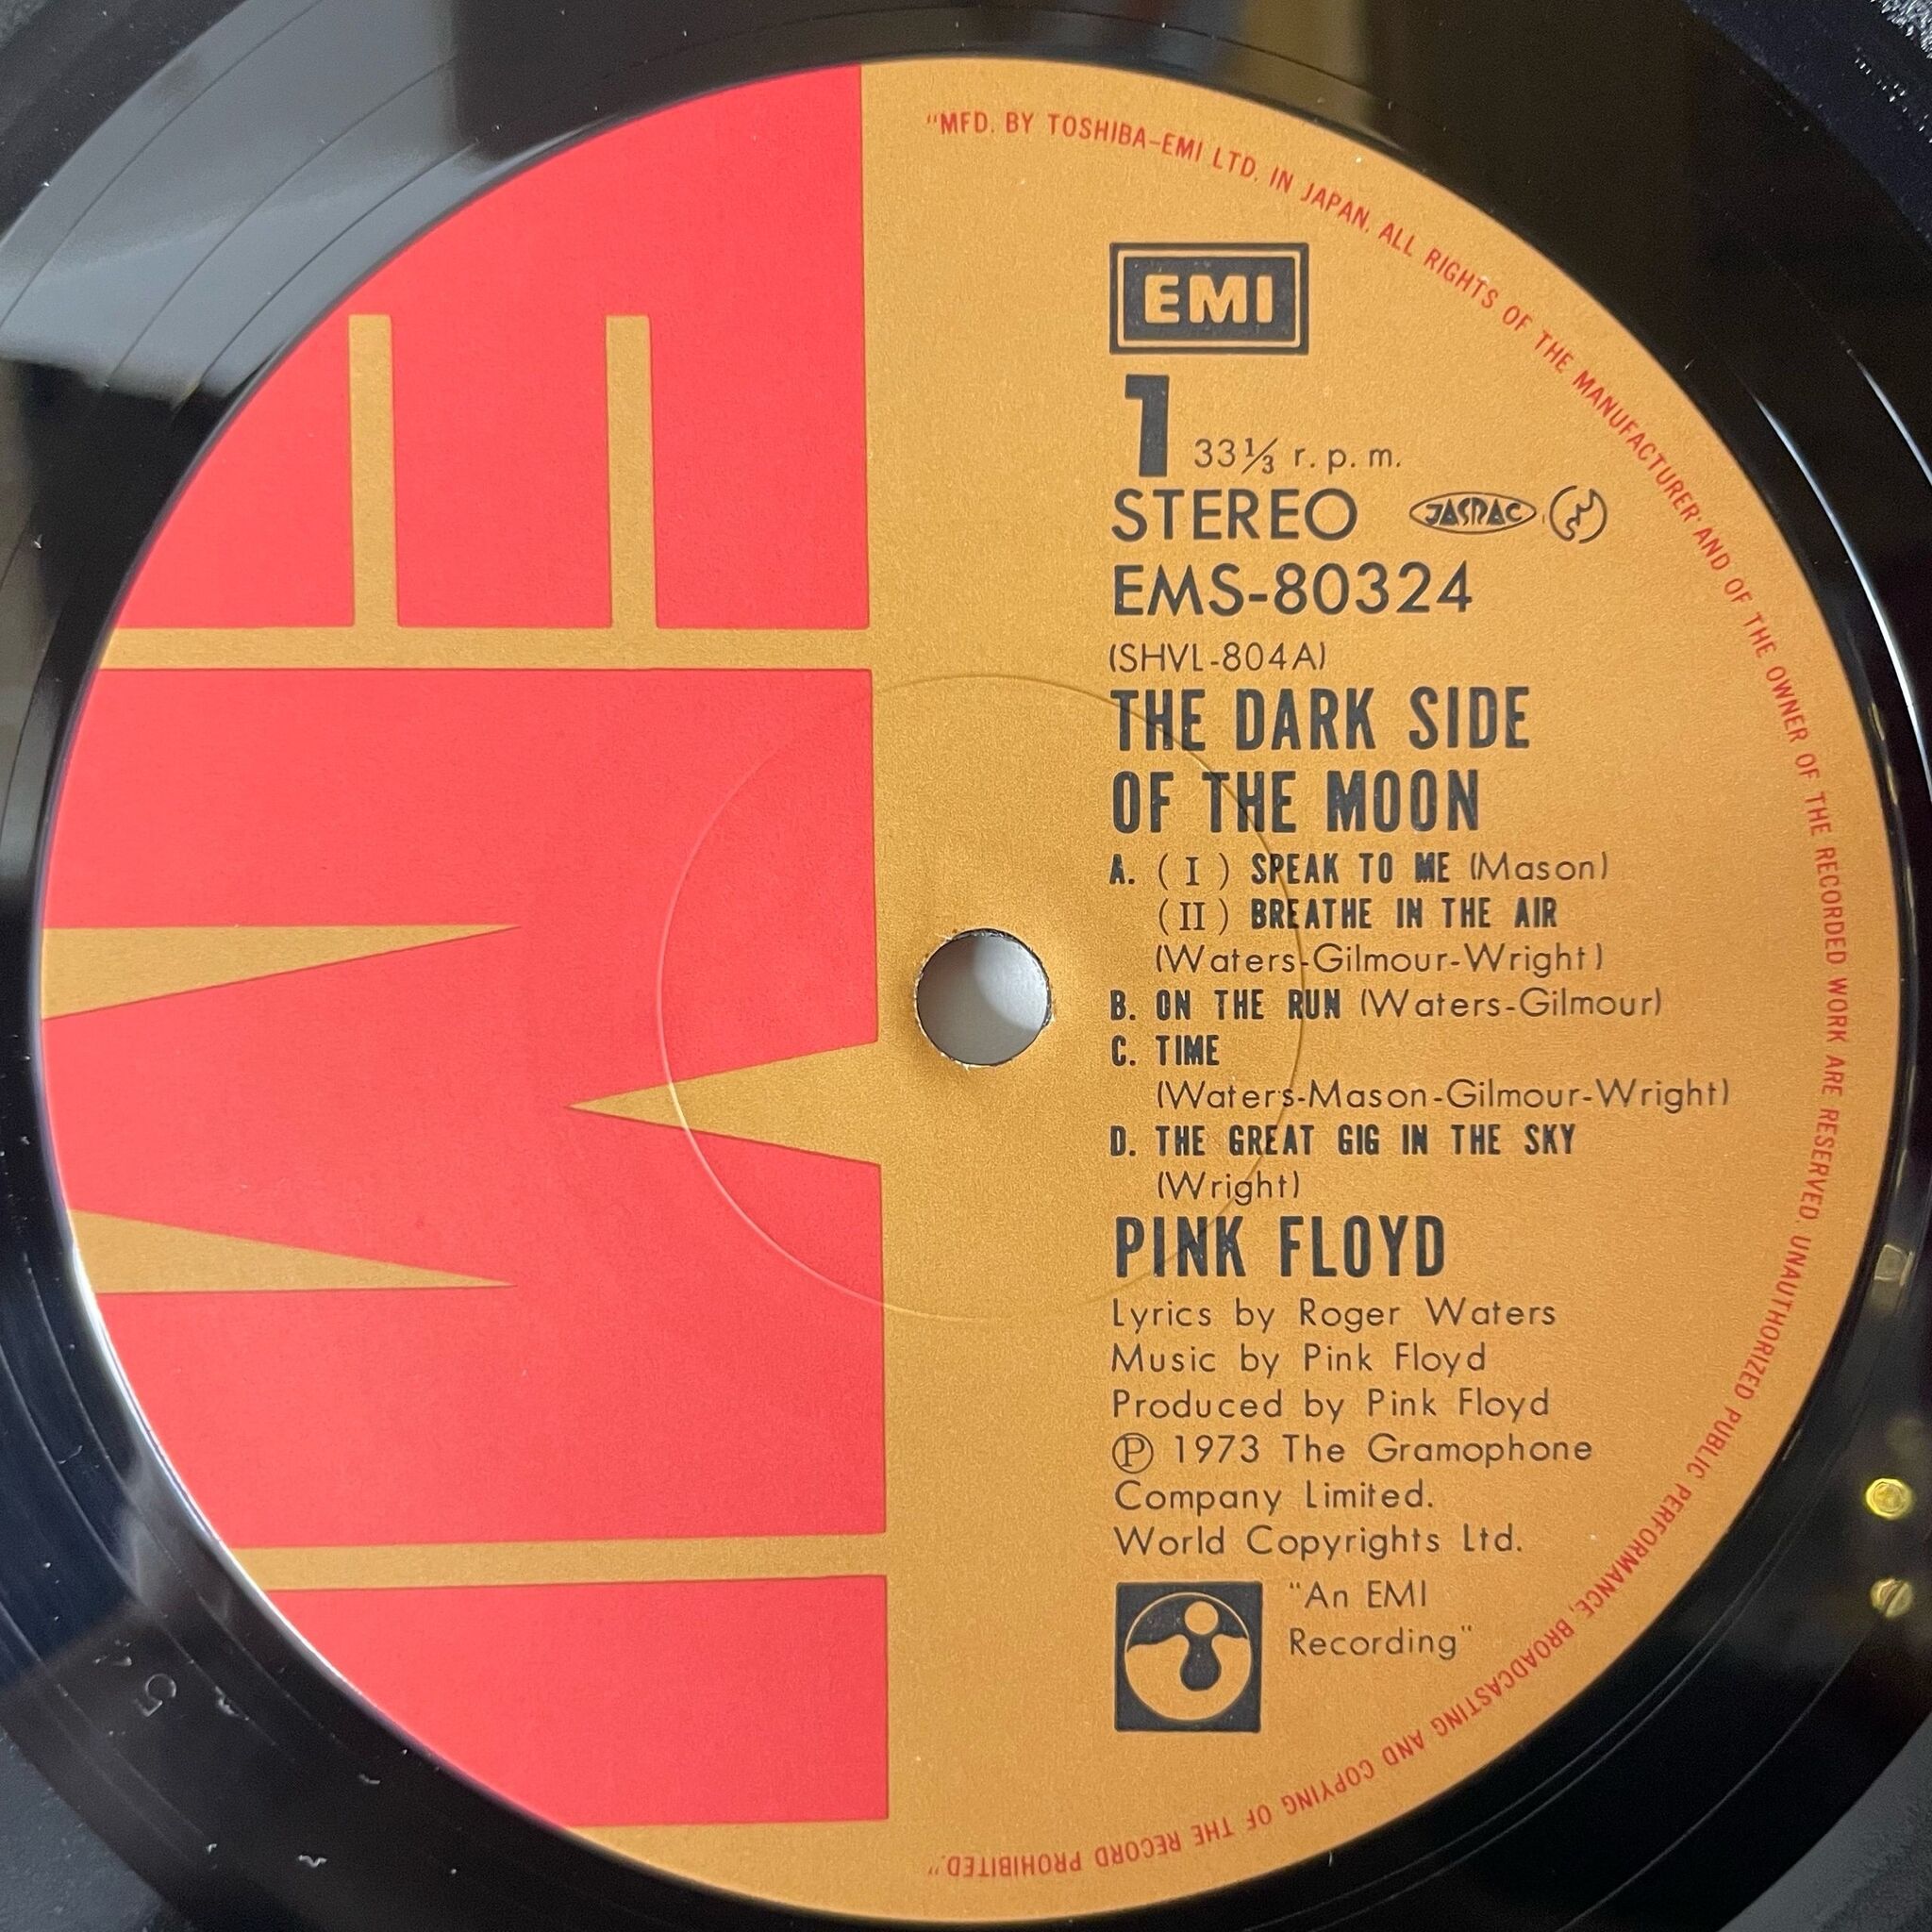 "MFD. BY TOSHIBA-EMI LTD. IN JAPAN. ALL RIGHTS OF THE MANUFACTURER AND OF THE OWNER OF THE RECORDED WORK ARE RESERVED. UNAUTHORIZED PUBLIC PERFORMANCE, BROADCASTING AND COPYING OF THE RECORD PROHIBITED."
EMI
1 33⅓ r.p.m.
STEREO JASRAC
EMS-80324
(SHVL-804A)
THE DARK SIDE
OF THE MOON
A. (I) SPEAK TO ME (Mason)
(II) BREATHE IN THE AIR
(Waters-Gilmour-Wright)
B. ON THE RUN (Waters-Gilmour)
C. TIME
(Waters-Mason-Gilmour-Wright)
D. THE GREAT GIG IN THE SKY
(Wright)
PINK FLOYD
Lyrics by Roger Waters
Music by Pink Floyd
Produced by Pink Floyd
℗ 1973 The Gramophone
Company Limited.
World Copyrights Ltd.
"An EMI
Recording"